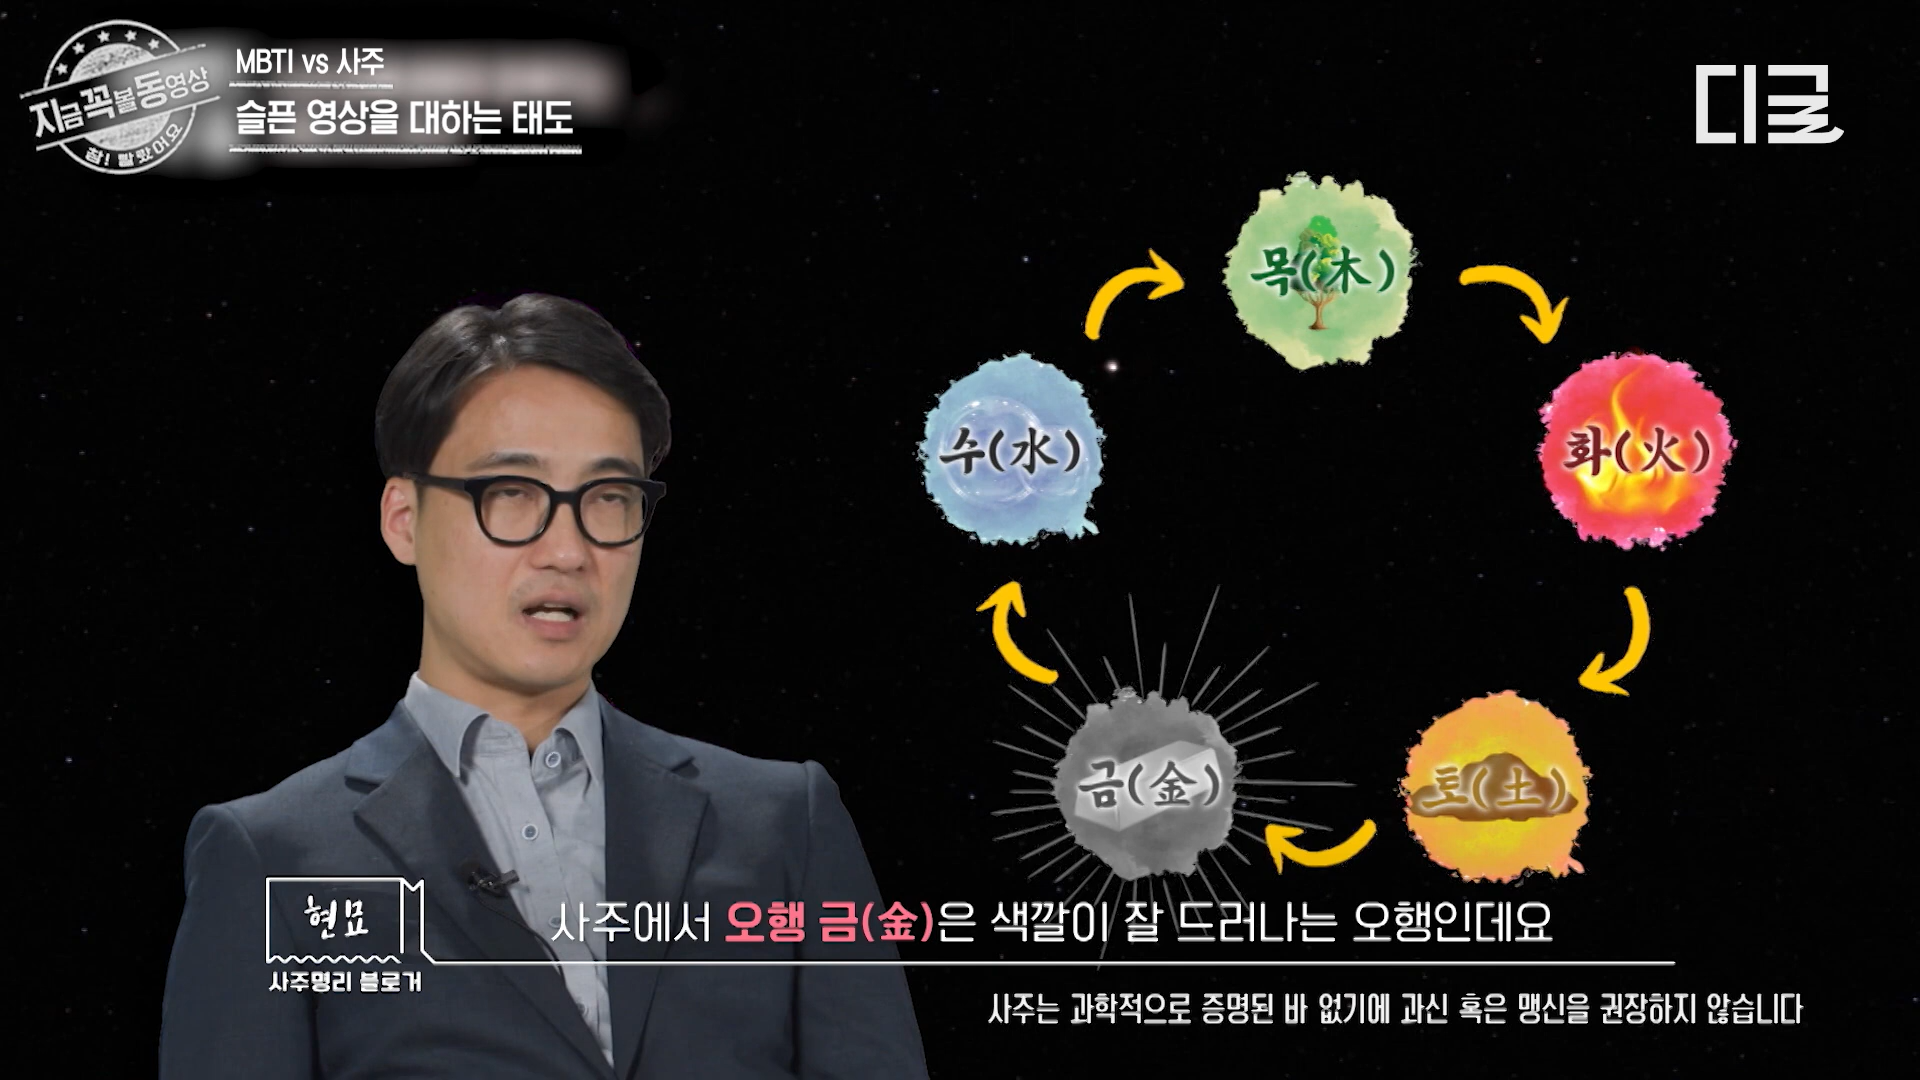 지금 꼭 볼 동영상
참! 잘 왔어요
MBTI vs 사주
슬픈 영상을 대하는 태도
디글
목(木)
수(水)
화(火)
금(金)
토(土)
현묘
사주명리 블로거
사주에서 오행 금(金)은 색깔이 잘 드러나는 오행인데요
사주는 과학적으로 증명된 바 없기에 과신 혹은 맹신을 권장하지 않습니다